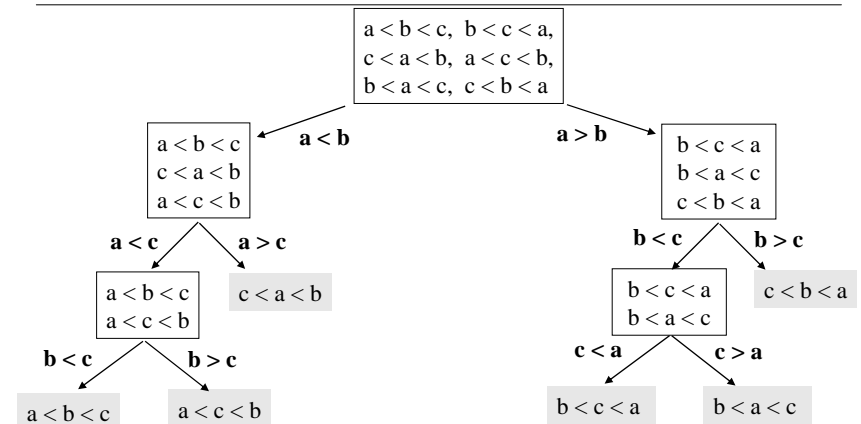 a < b < c, b < c < a,
c < a < b, a < c < b,
b < a < c, c < b < a
a < b
a > b
a < b < c
c < a < b
a < c < b
b < c < a
b < a < c
c < b < a
a < c
a > c
b < c
b > c
a < b < c
a < c < b
c < a < b
b < c < a
b < a < c
c < b < a
b < c
b > c
c < a
c > a
a < b < c
a < c < b
b < c < a
b < a < c